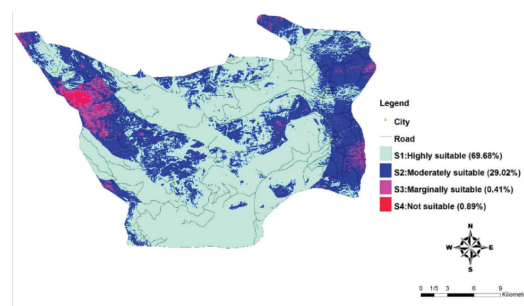 Legend
City
Road
S1:Highly suitable (69.68%)
S2:Moderately suitable (29.02%)
S3:Marginally suitable (0.41%)
S4:Not suitable (0.89%)
N
W E
S
0 1/5 3 6 9